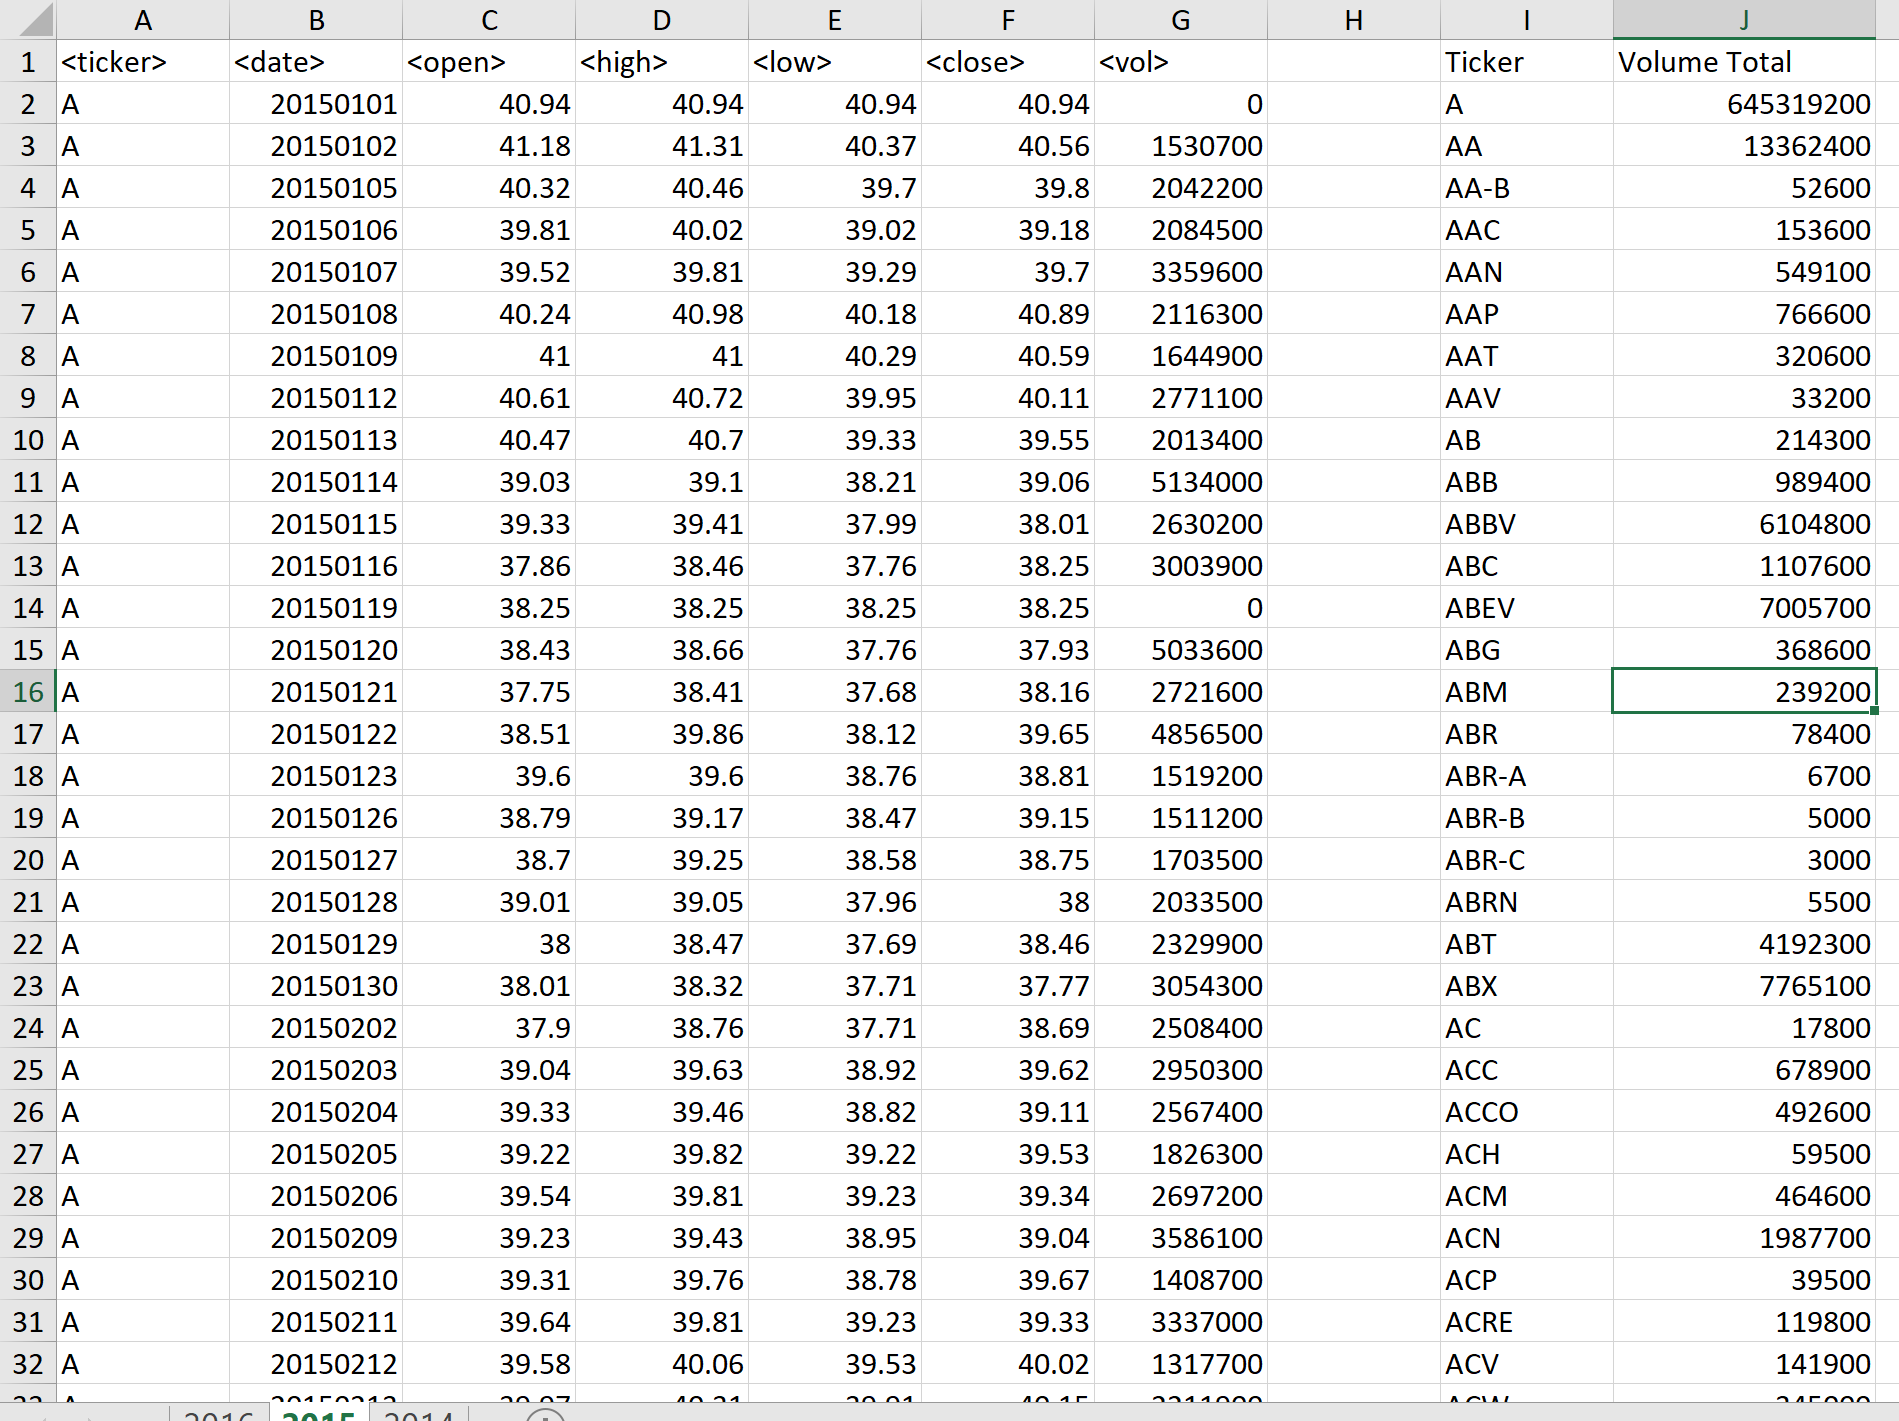 A B C D E F G H I J
1 <ticker> <date> <open> <high> <low> <close> <vol> Ticker Volume Total
2 A 20150101 40.94 40.94 40.94 40.94 0 A 645319200
3 A 20150102 41.18 41.31 40.37 40.56 1530700 AA 13362400
4 A 20150105 40.32 40.46 39.7 39.8 2042200 AA-B 52600
5 A 20150106 39.81 40.02 39.02 39.18 2084500 AAC 153600
6 A 20150107 39.52 39.81 39.29 39.7 3359600 AAN 549100
7 A 20150108 40.24 40.98 40.18 40.89 2116300 AAP 766600
8 A 20150109 41 41 40.29 40.59 1644900 AAT 320600
9 A 20150112 40.61 40.72 39.95 40.11 2771100 AAV 33200
10 A 20150113 40.47 40.7 39.33 39.55 2013400 AB 214300
11 A 20150114 39.03 39.1 38.21 39.06 5134000 ABB 989400
12 A 20150115 39.33 39.41 37.99 38.01 2630200 ABBV 6104800
13 A 20150116 37.86 38.46 37.76 38.25 3003900 ABC 1107600
14 A 20150119 38.25 38.25 38.25 38.25 0 ABEV 7005700
15 A 20150120 38.43 38.66 37.76 37.93 5033600 ABG 368600
16 A 20150121 37.75 38.41 37.68 38.16 2721600 ABM 239200
17 A 20150122 38.51 39.86 38.12 39.65 4856500 ABR 78400
18 A 20150123 39.6 39.6 38.76 38.81 1519200 ABR-A 6700
19 A 20150126 38.79 39.17 38.47 39.15 1511200 ABR-B 5000
20 A 20150127 38.7 39.25 38.58 38.75 1703500 ABR-C 3000
21 A 20150128 39.01 39.05 37.96 38 2033500 ABRN 5500
22 A 20150129 38 38.47 37.69 38.46 2329900 ABT 4192300
23 A 20150130 38.01 38.32 37.71 37.77 3054300 ABX 7765100
24 A 20150202 37.9 38.76 37.71 38.69 2508400 AC 17800
25 A 20150203 39.04 39.63 38.92 39.62 2950300 ACC 678900
26 A 20150204 39.33 39.46 38.82 39.11 2567400 ACCO 492600
27 A 20150205 39.22 39.82 39.22 39.53 1826300 ACH 59500
28 A 20150206 39.54 39.81 39.23 39.34 2697200 ACM 464600
29 A 20150209 39.23 39.43 38.95 39.04 3586100 ACN 1987700
30 A 20150210 39.31 39.76 38.78 39.67 1408700 ACP 39500
31 A 20150211 39.64 39.81 39.23 39.33 3337000 ACRE 119800
32 A 20150212 39.58 40.06 39.53 40.02 1317700 ACV 141900
2016 2015 2014